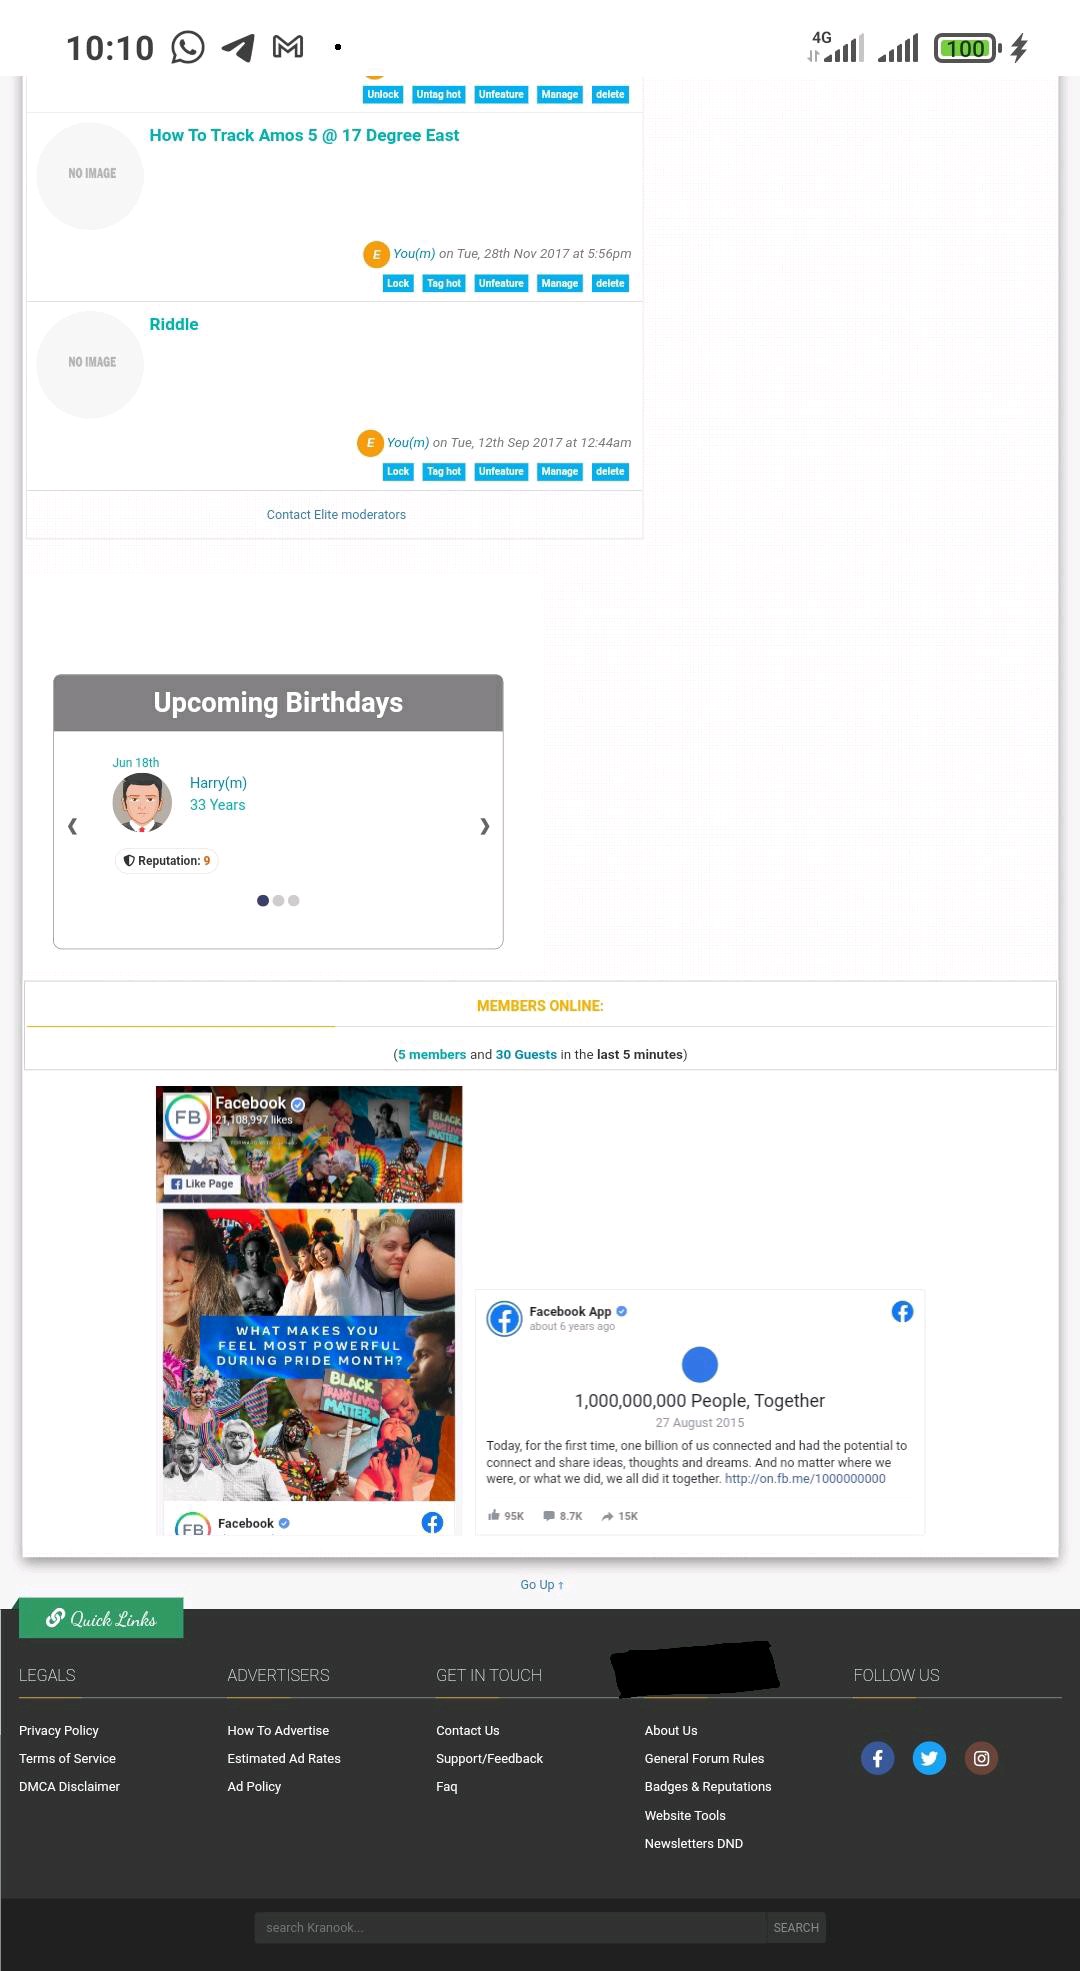 10:10
4G
100
Unlock Untag hot Unfeature Manage delete
How To Track Amos 5 @ 17 Degree East
NO IMAGE
E You(m) on Tue, 28th Nov 2017 at 5:56pm
Lock Tag hot Unfeature Manage delete
Riddle
NO IMAGE
E You(m) on Tue, 12th Sep 2017 at 12:44am
Lock Tag hot Unfeature Manage delete
Contact Elite moderators
Upcoming Birthdays
Jun 18th
Harry(m)
33 Years
❮ ❯
Reputation: 9
MEMBERS ONLINE:
(5 members and 30 Guests in the last 5 minutes)
FB Facebook
21,108,997 likes
BLACK
TRANS LIVES
MATTER
Like Page
WHAT MAKES YOU
FEEL MOST POWERFUL
DURING PRIDE MONTH?
BLACK
TRANS LIVES
MATTER
FB Facebook
Facebook App
about 6 years ago
1,000,000,000 People, Together
27 August 2015
Today, for the first time, one billion of us connected and had the potential to
connect and share ideas, thoughts and dreams. And no matter where we
were, or what we did, we all did it together. http://on.fb.me/1000000000
95K 8.7K 15K
Go Up ↑
Quick Links
LEGALS
Privacy Policy
Terms of Service
DMCA Disclaimer
ADVERTISERS
How To Advertise
Estimated Ad Rates
Ad Policy
GET IN TOUCH
Contact Us
Support/Feedback
Faq
About Us
General Forum Rules
Badges & Reputations
Website Tools
Newsletters DND
FOLLOW US
search Kranook... SEARCH